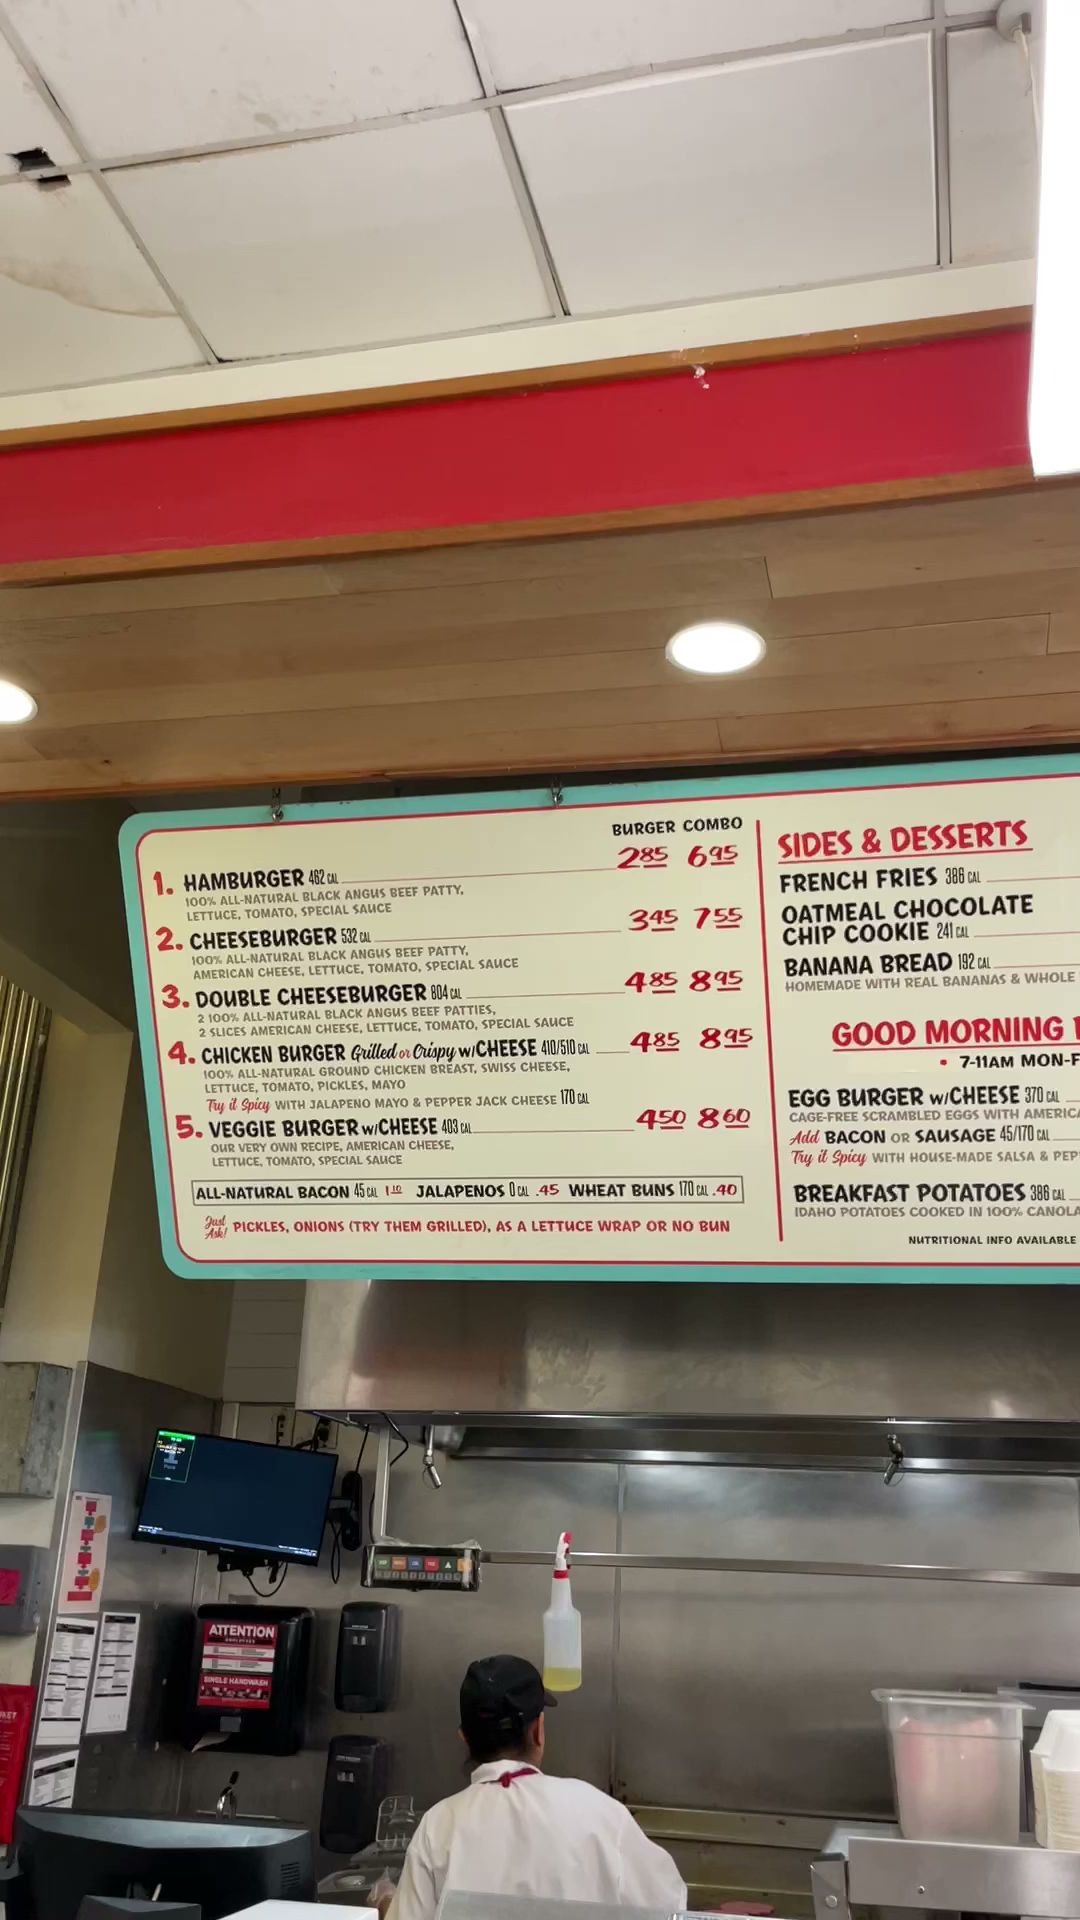 BURGER COMBO
1. HAMBURGER 462 CAL 2.85 6.95
100% ALL-NATURAL BLACK ANGUS BEEF PATTY,
LETTUCE, TOMATO, SPECIAL SAUCE
2. CHEESEBURGER 532 CAL 3.45 7.55
100% ALL-NATURAL BLACK ANGUS BEEF PATTY,
AMERICAN CHEESE, LETTUCE, TOMATO, SPECIAL SAUCE
3. DOUBLE CHEESEBURGER 804 CAL 4.85 8.95
2 100% ALL-NATURAL BLACK ANGUS BEEF PATTIES,
2 SLICES AMERICAN CHEESE, LETTUCE, TOMATO, SPECIAL SAUCE
4. CHICKEN BURGER Grilled or Crispy w/CHEESE 410/510 CAL 4.85 8.95
100% ALL-NATURAL GROUND CHICKEN BREAST, SWISS CHEESE,
LETTUCE, TOMATO, PICKLES, MAYO
Try it Spicy WITH JALAPENO MAYO & PEPPER JACK CHEESE 170 CAL
5. VEGGIE BURGER w/CHEESE 403 CAL 4.50 8.60
OUR VERY OWN RECIPE, AMERICAN CHEESE,
LETTUCE, TOMATO, SPECIAL SAUCE
ALL-NATURAL BACON 45 CAL 1.10 JALAPENOS 0 CAL .45 WHEAT BUNS 170 CAL .40
Just Ask! PICKLES, ONIONS (TRY THEM GRILLED), AS A LETTUCE WRAP OR NO BUN
SIDES & DESSERTS
FRENCH FRIES 386 CAL
OATMEAL CHOCOLATE
CHIP COOKIE 241 CAL
BANANA BREAD 192 CAL
HOMEMADE WITH REAL BANANAS & WHOLE
GOOD MORNING
• 7-11AM MON-F
EGG BURGER w/CHEESE 370 CAL
CAGE-FREE SCRAMBLED EGGS WITH AMERICA
Add BACON OR SAUSAGE 45/170 CAL
Try it Spicy WITH HOUSE-MADE SALSA & PEP
BREAKFAST POTATOES 386 CAL
IDAHO POTATOES COOKED IN 100% CANOLA
NUTRITIONAL INFO AVAILABLE
ATTENTION
EMPLOYEES
SINGLE HANDWASH